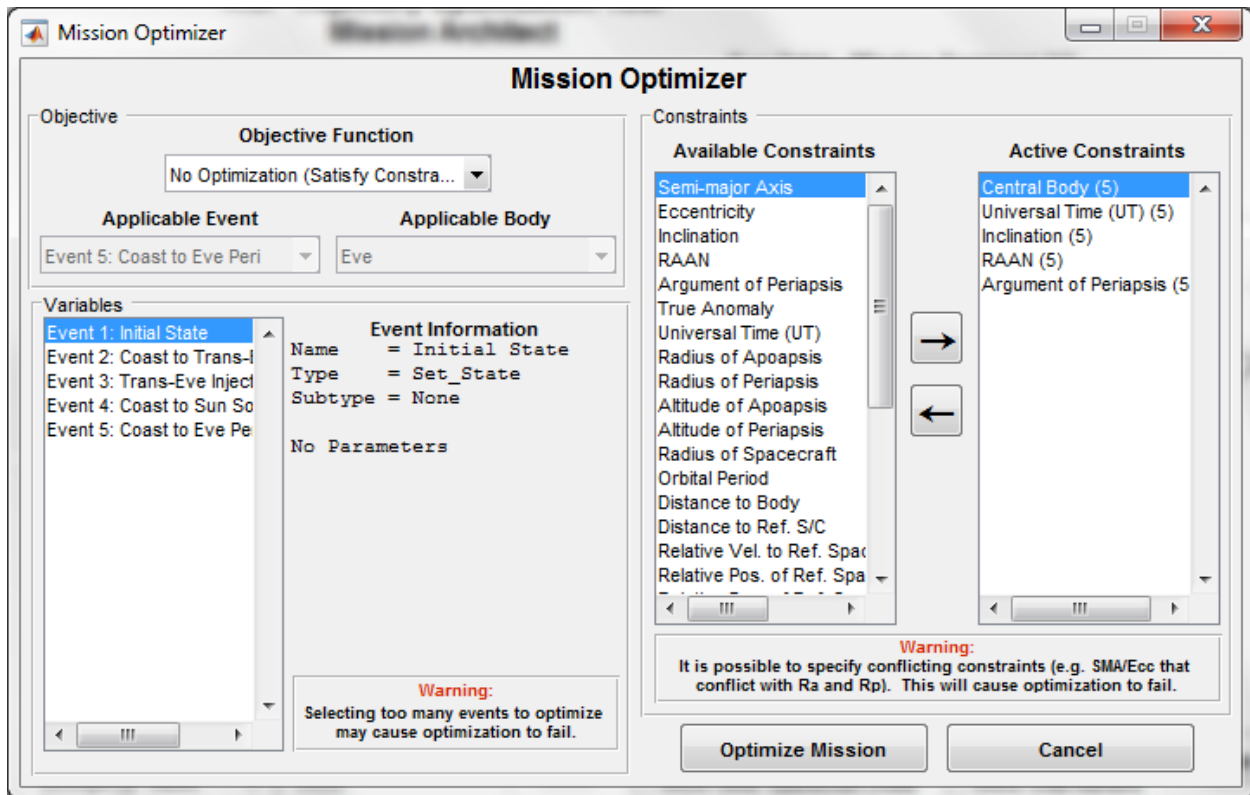 Mission Optimizer
Mission Architect
Mission Optimizer
Objective
Objective Function
No Optimization (Satisfy Constra...
Applicable Event
Applicable Body
Event 5: Coast to Eve Peri
Eve
Variables
Event 1: Initial State
Event 2: Coast to Trans-E
Event 3: Trans-Eve Inject
Event 4: Coast to Sun So
Event 5: Coast to Eve Pe
Event Information
Name = Initial State
Type = Set_State
Subtype = None
No Parameters
Warning:
Selecting too many events to optimize
may cause optimization to fail.
Constraints
Available Constraints
Semi-major Axis
Eccentricity
Inclination
RAAN
Argument of Periapsis
True Anomaly
Universal Time (UT)
Radius of Apoapsis
Radius of Periapsis
Altitude of Apoapsis
Altitude of Periapsis
Radius of Spacecraft
Orbital Period
Distance to Body
Distance to Ref. S/C
Relative Vel. to Ref. Spac
Relative Pos. of Ref. Spa
Active Constraints
Central Body (5)
Universal Time (UT) (5)
Inclination (5)
RAAN (5)
Argument of Periapsis (5
Warning:
It is possible to specify conflicting constraints (e.g. SMA/Ecc that
conflict with Ra and Rp). This will cause optimization to fail.
Optimize Mission
Cancel